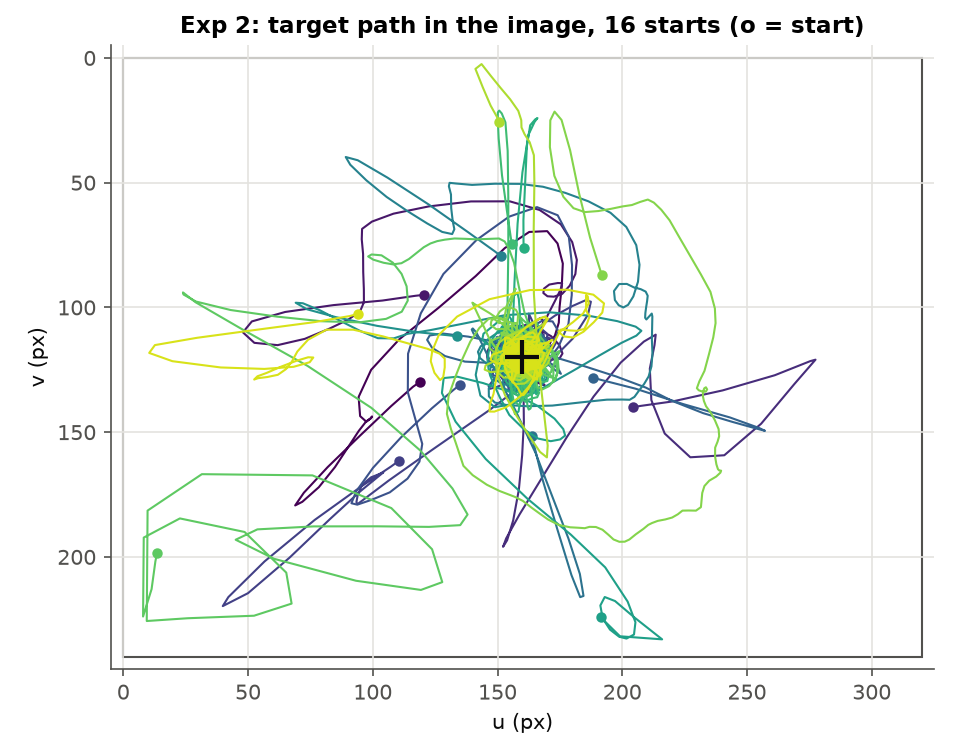 Exp 2: target path in the image, 16 starts (o = start)
0
50
100
150
200
v (px)
0 50 100 150 200 250 300
u (px)